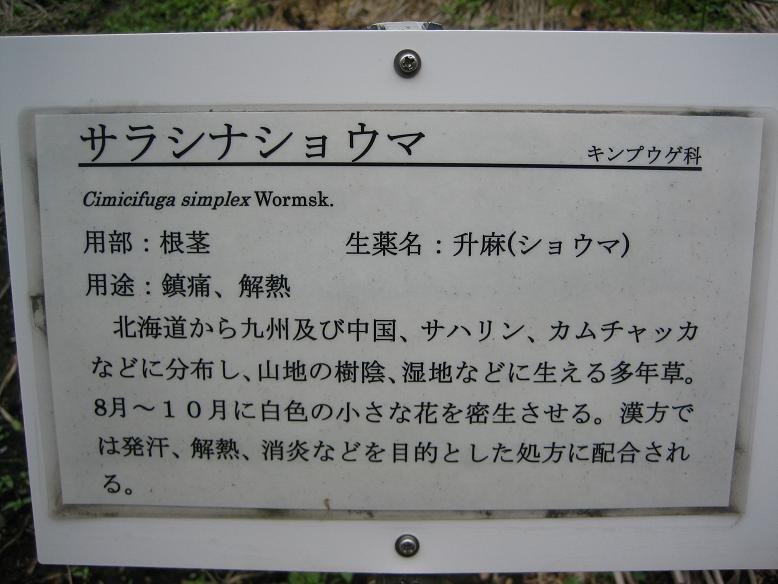 サラシナショウマ キンプウゲ科
Cimicifuga simplex Wormsk.
用部：根茎 生薬名：升麻(ショウマ)
用途：鎮痛、解熱
北海道から九州及び中国、サハリン、カムチャッカ
などに分布し、山地の樹陰、湿地などに生える多年草。
8月～１０月に白色の小さな花を密生させる。漢方で
は発汗、解熱、消炎などを目的とした処方に配合され
る。